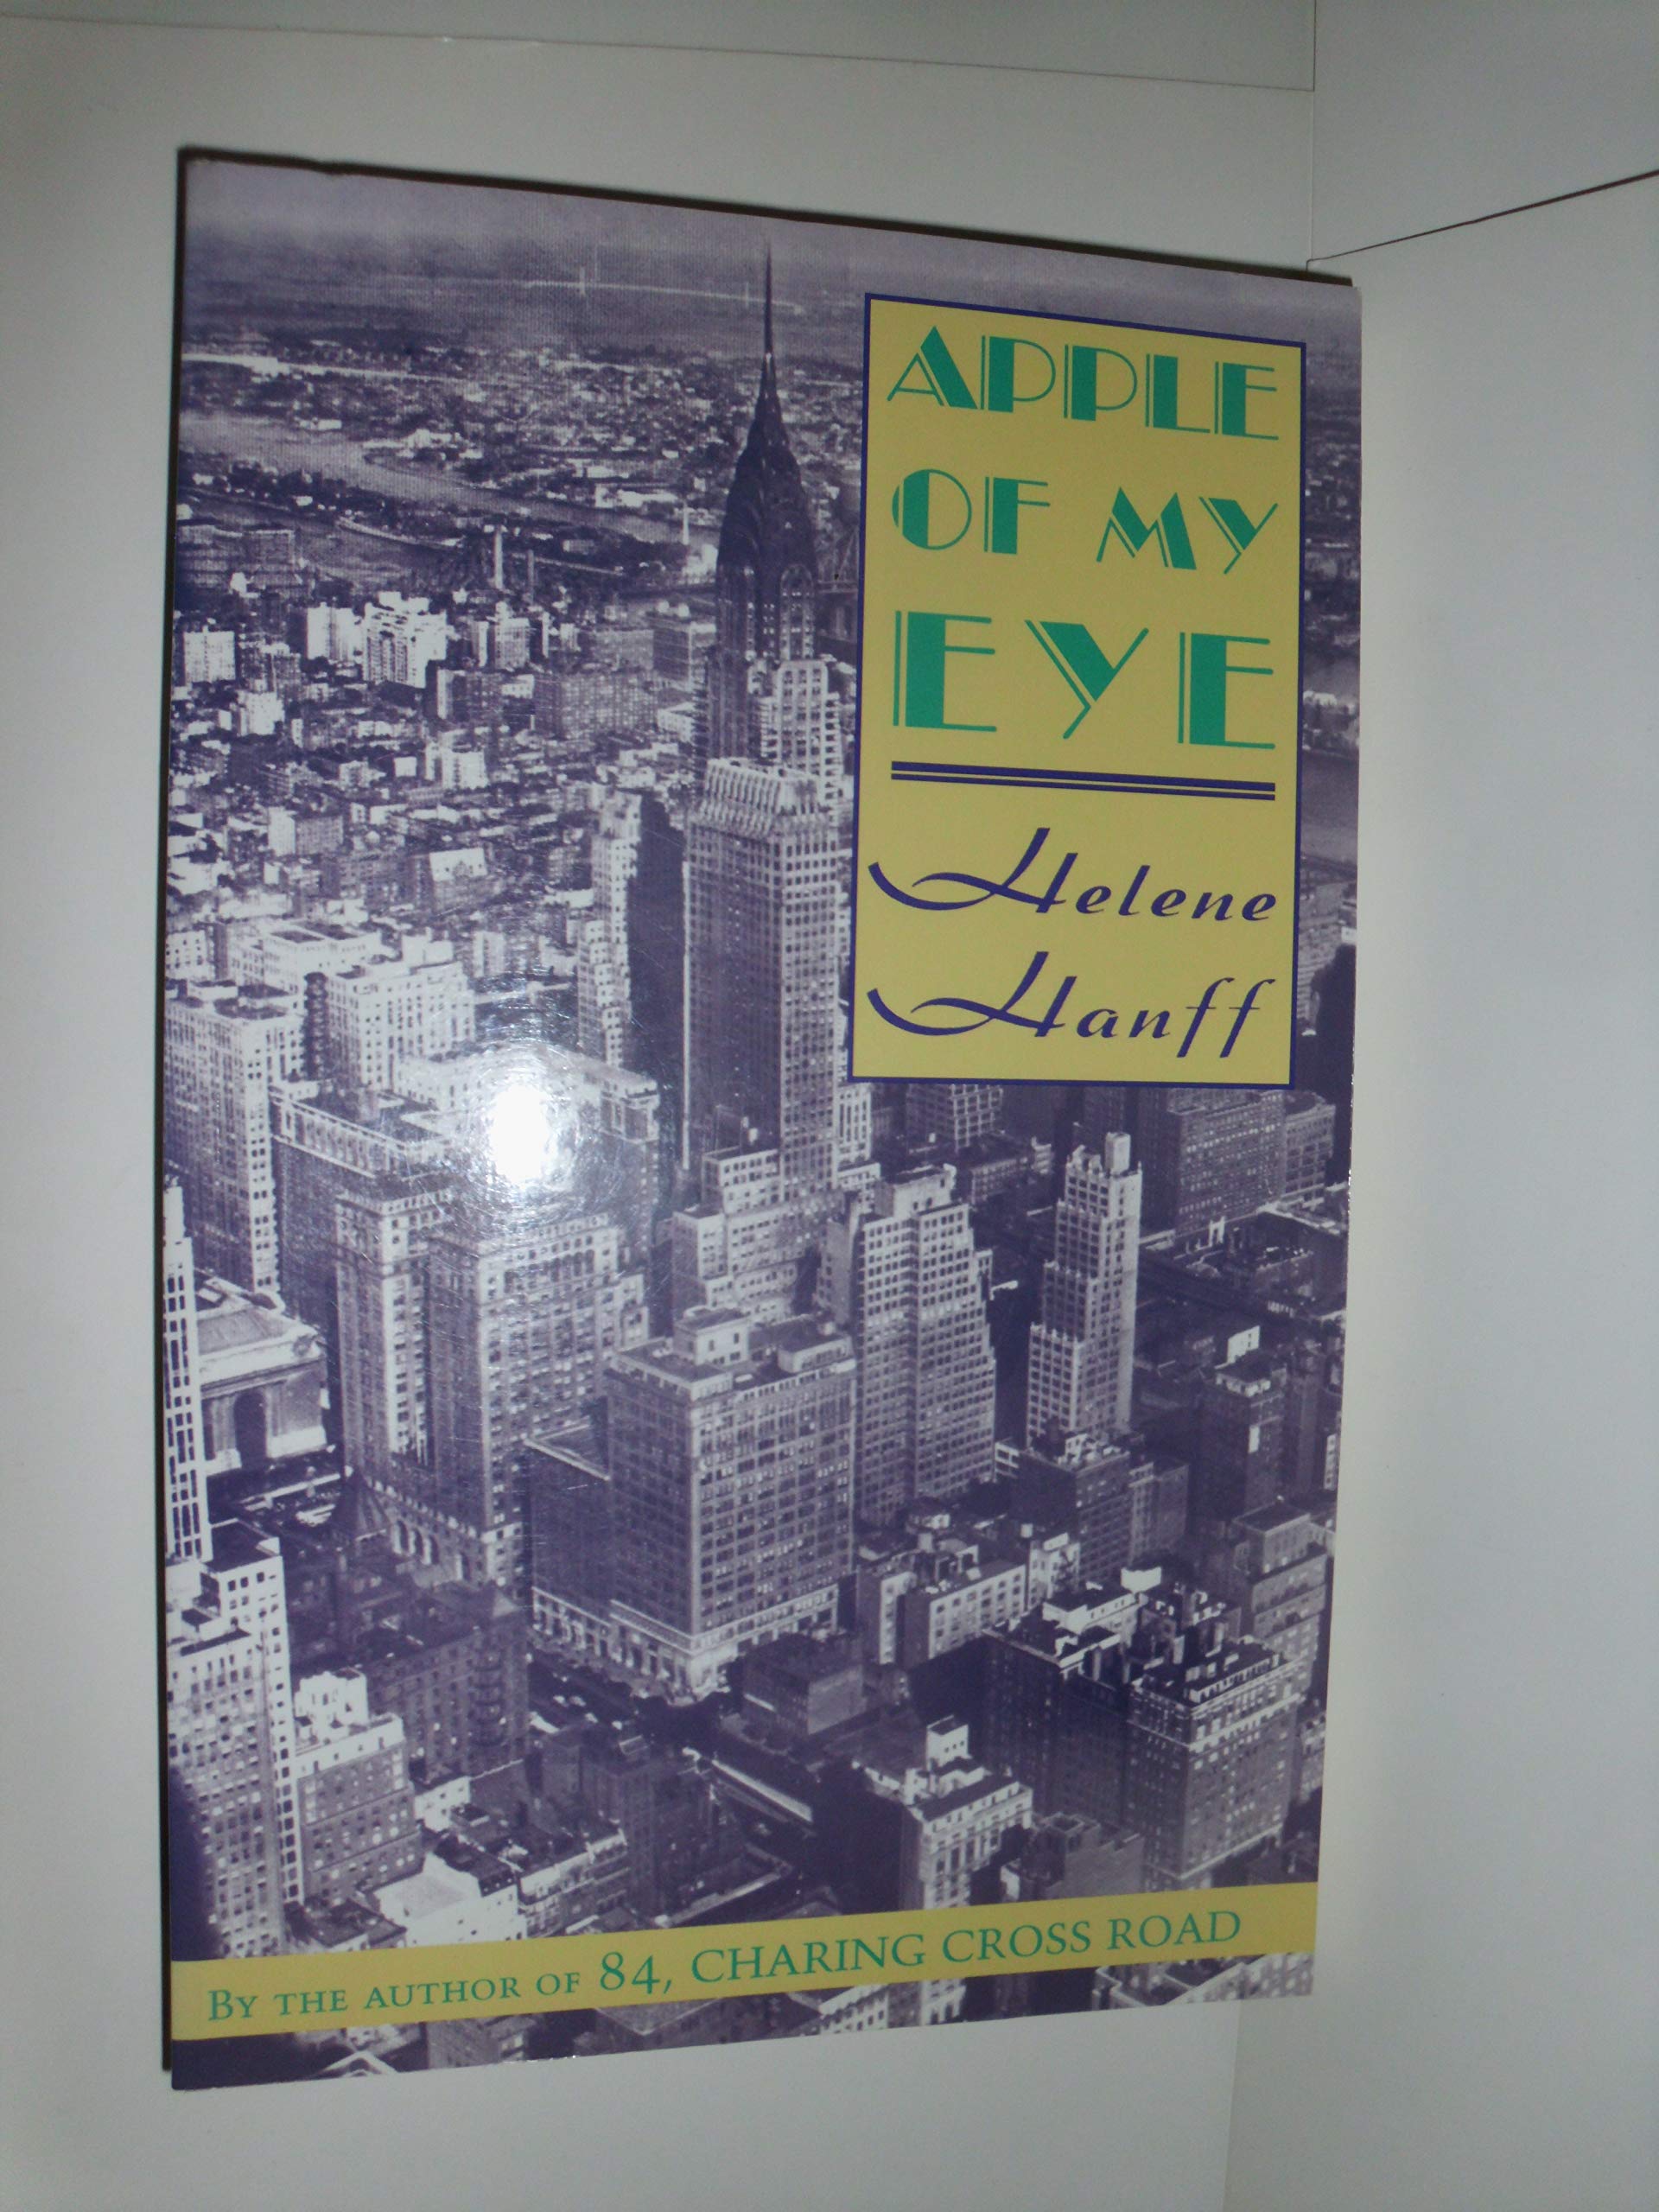 APPLE
OF MY
EYE
Helene
Hanff
BY THE AUTHOR OF 84, CHARING CROSS ROAD